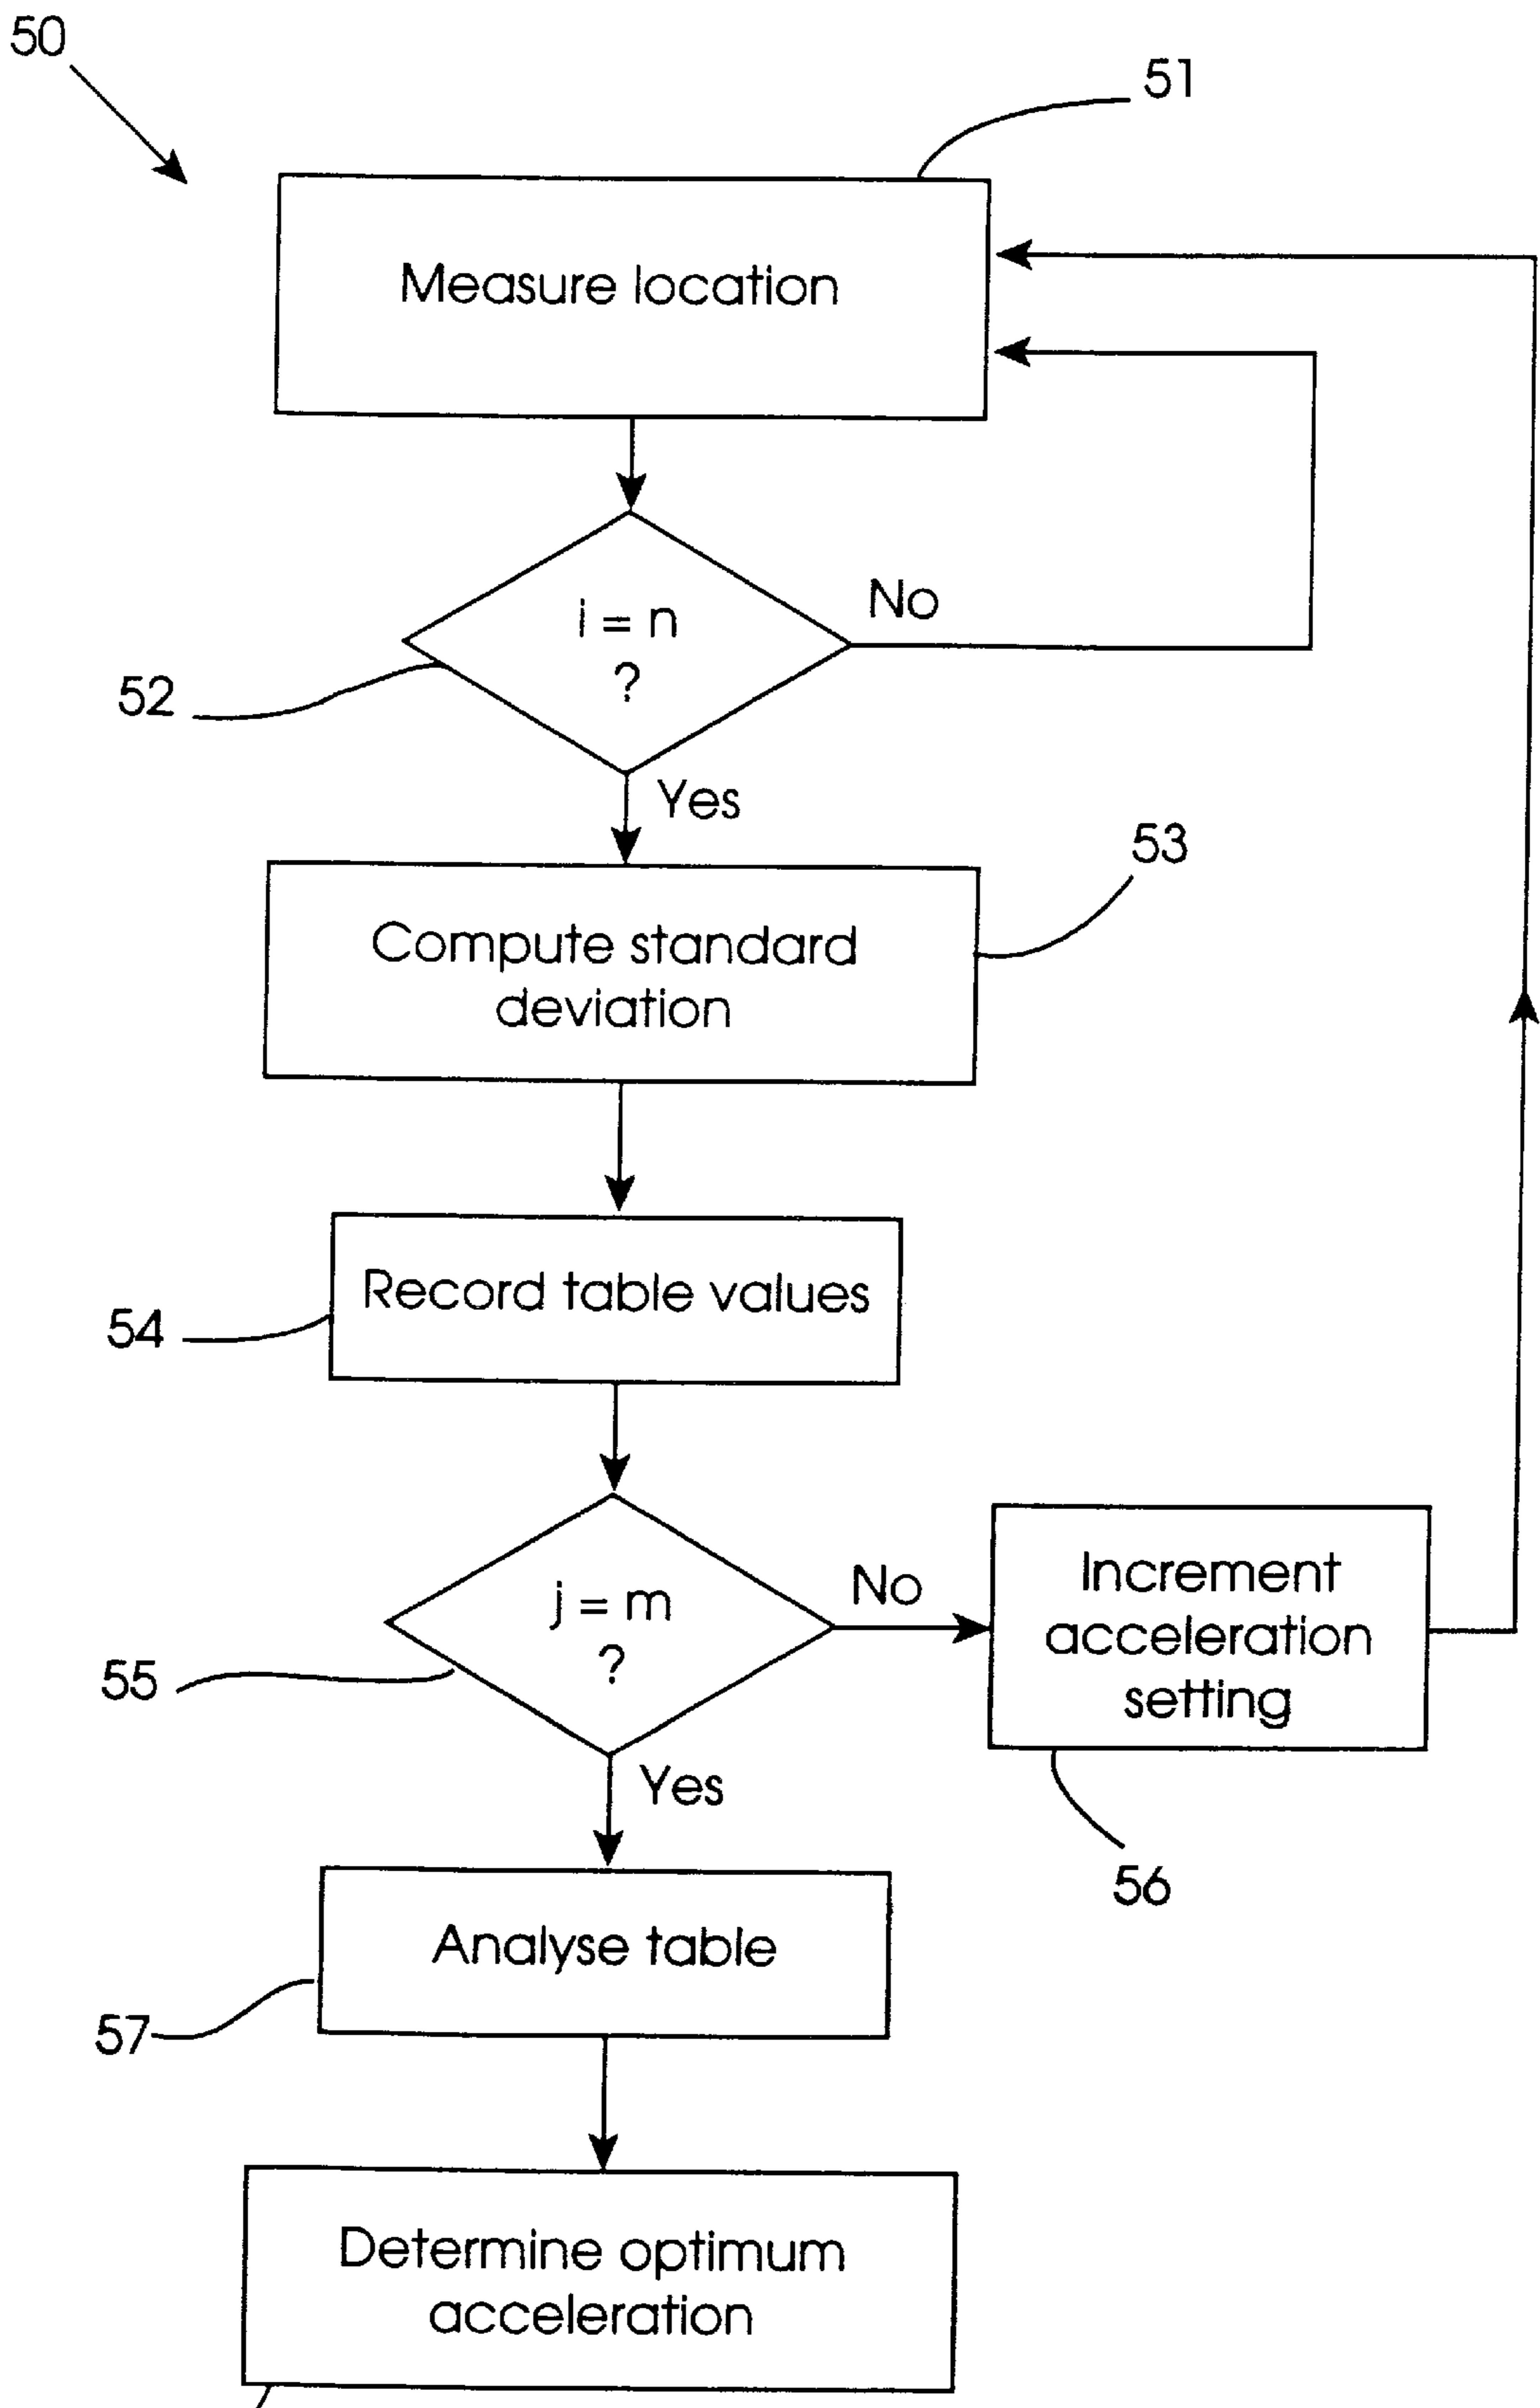 50
51
Measure location
i = n
?
No
52
Yes
53
Compute standard
deviation
Record table values
54
j = m
?
No
Increment
acceleration
setting
55
Yes
56
Analyse table
57
Determine optimum
acceleration